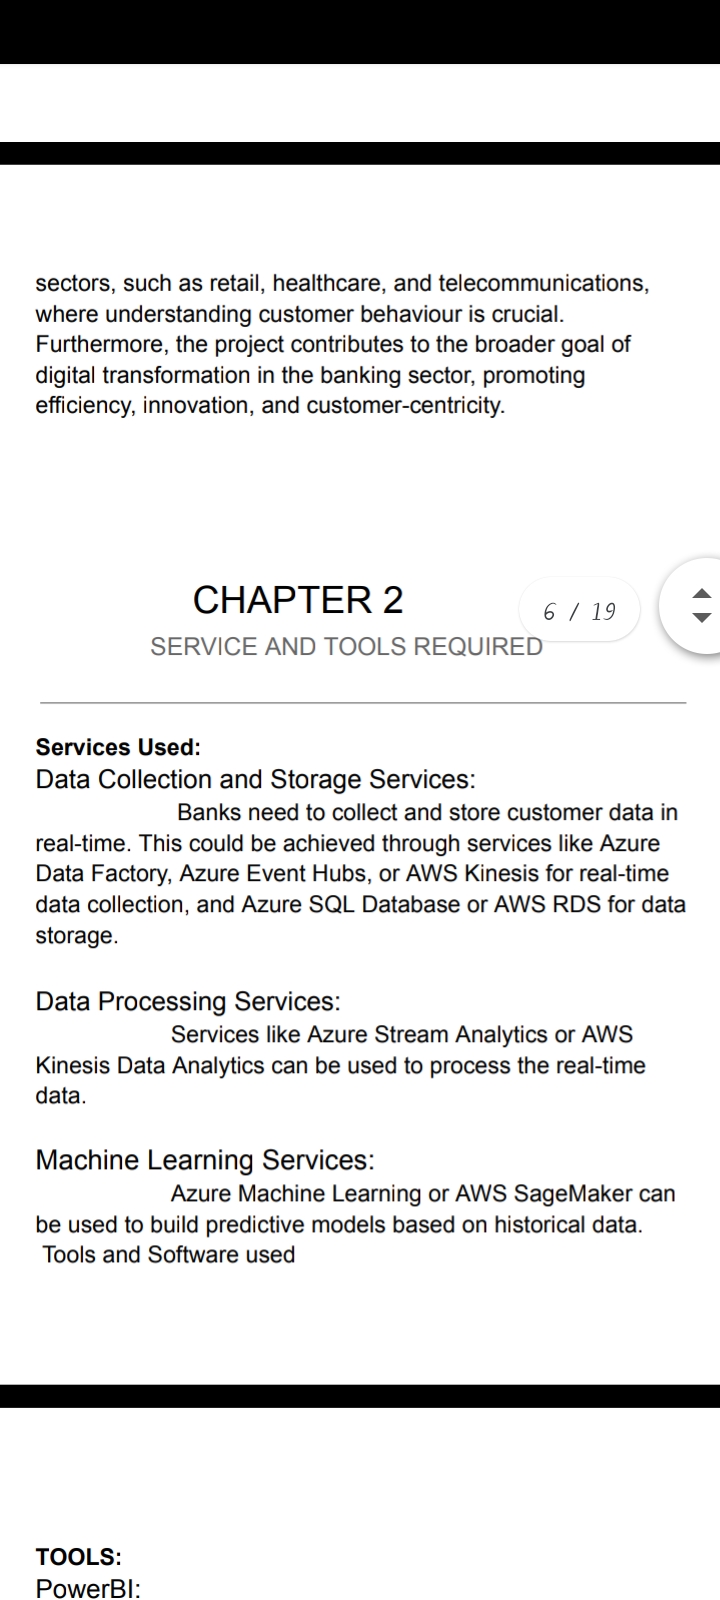 sectors, such as retail, healthcare, and telecommunications,
where understanding customer behaviour is crucial.
Furthermore, the project contributes to the broader goal of
digital transformation in the banking sector, promoting
efficiency, innovation, and customer-centricity.
CHAPTER 2
6 / 19
SERVICE AND TOOLS REQUIRED
Services Used:
Data Collection and Storage Services:
Banks need to collect and store customer data in
real-time. This could be achieved through services like Azure
Data Factory, Azure Event Hubs, or AWS Kinesis for real-time
data collection, and Azure SQL Database or AWS RDS for data
storage.
Data Processing Services:
Services like Azure Stream Analytics or AWS
Kinesis Data Analytics can be used to process the real-time
data.
Machine Learning Services:
Azure Machine Learning or AWS SageMaker can
be used to build predictive models based on historical data.
Tools and Software used
TOOLS:
PowerBI: